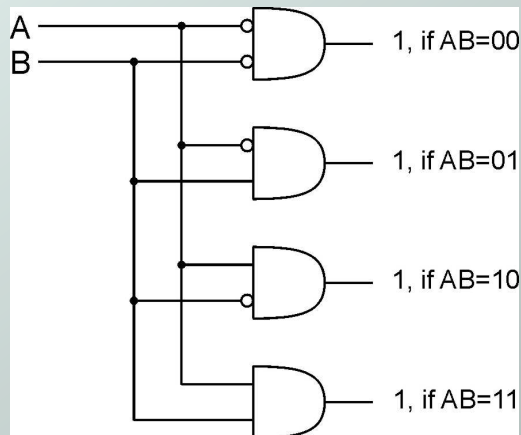 A
B
1, if AB=00
1, if AB=01
1, if AB=10
1, if AB=11